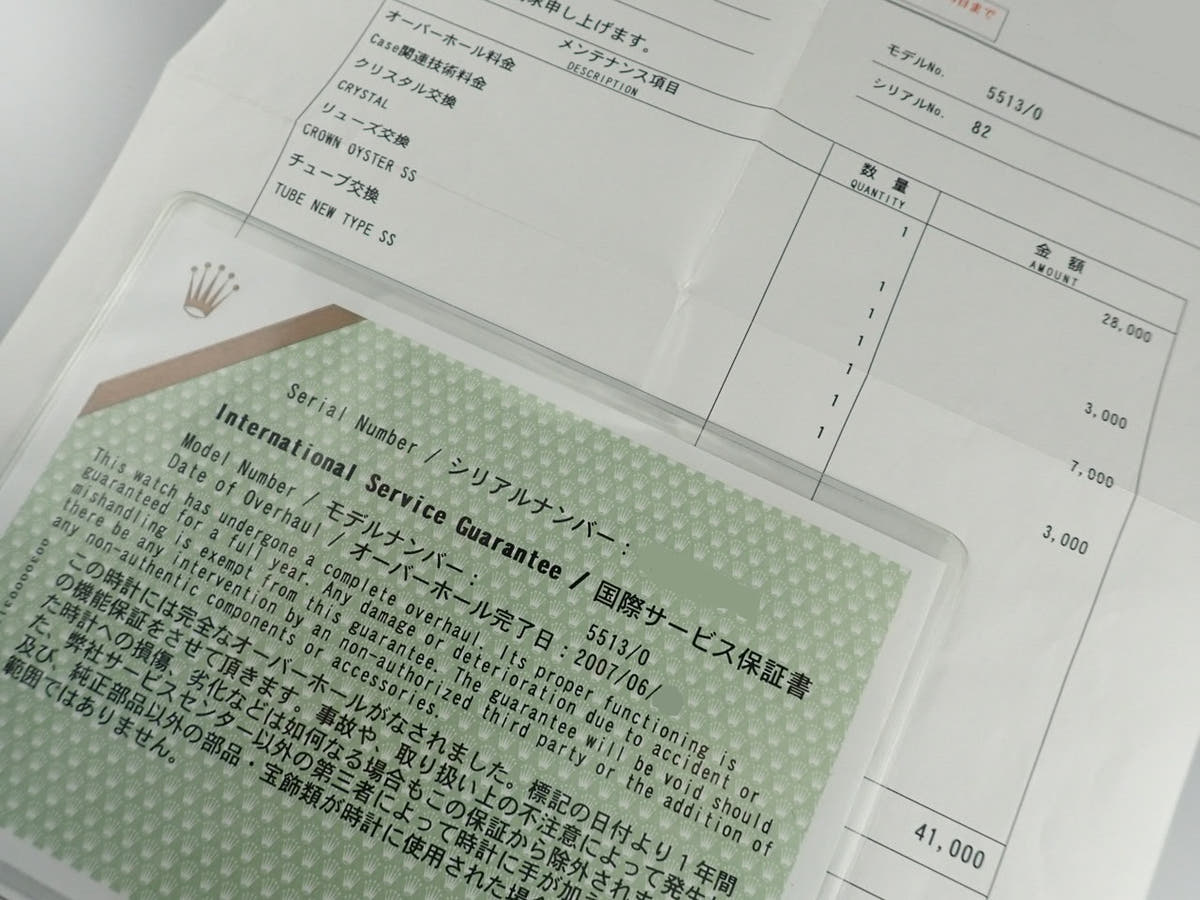 日まで
求申し上げます。
モデルNo. 5513/0
シリアルNo. 82
メンテナンス項目
DESCRIPTION
数量
QUANTITY
金額
AMOUNT
オーバーホール料金 1 28,000
Case関連技術料金
クリスタル交換 1
CRYSTAL 1 3,000
リューズ交換 1
CROWN OYSTER SS 1 7,000
チューブ交換 1
TUBE NEW TYPE SS 1 3,000
41,000
Serial Number / シリアルナンバー :
International Service Guarantee / 国際サービス保証書
Model Number / モデルナンバー : 5513/0
Date of Overhaul / オーバーホール完了日 : 2007/06/
This watch has undergone a complete overhaul. Its proper functioning is
guaranteed for a full year. Any damage or deterioration due to accident or
mishandling is exempt from this guarantee. The guarantee will be void should
there be any intervention by an non-authorized third party or the addition of
any non-authentic components or accessories.
この時計には完全なオーバーホールがなされました。標記の日付より1年間
の機能保証をさせて頂きます。事故や、取り扱い上の不注意によって発生し
た時計への損傷、劣化などは如何なる場合もこの保証から除外されま
た、弊社サービスセンター以外の第三者によって時計に手が加え
及び、純正部品以外の部品・宝飾類が時計に使用された場合
範囲ではありません。